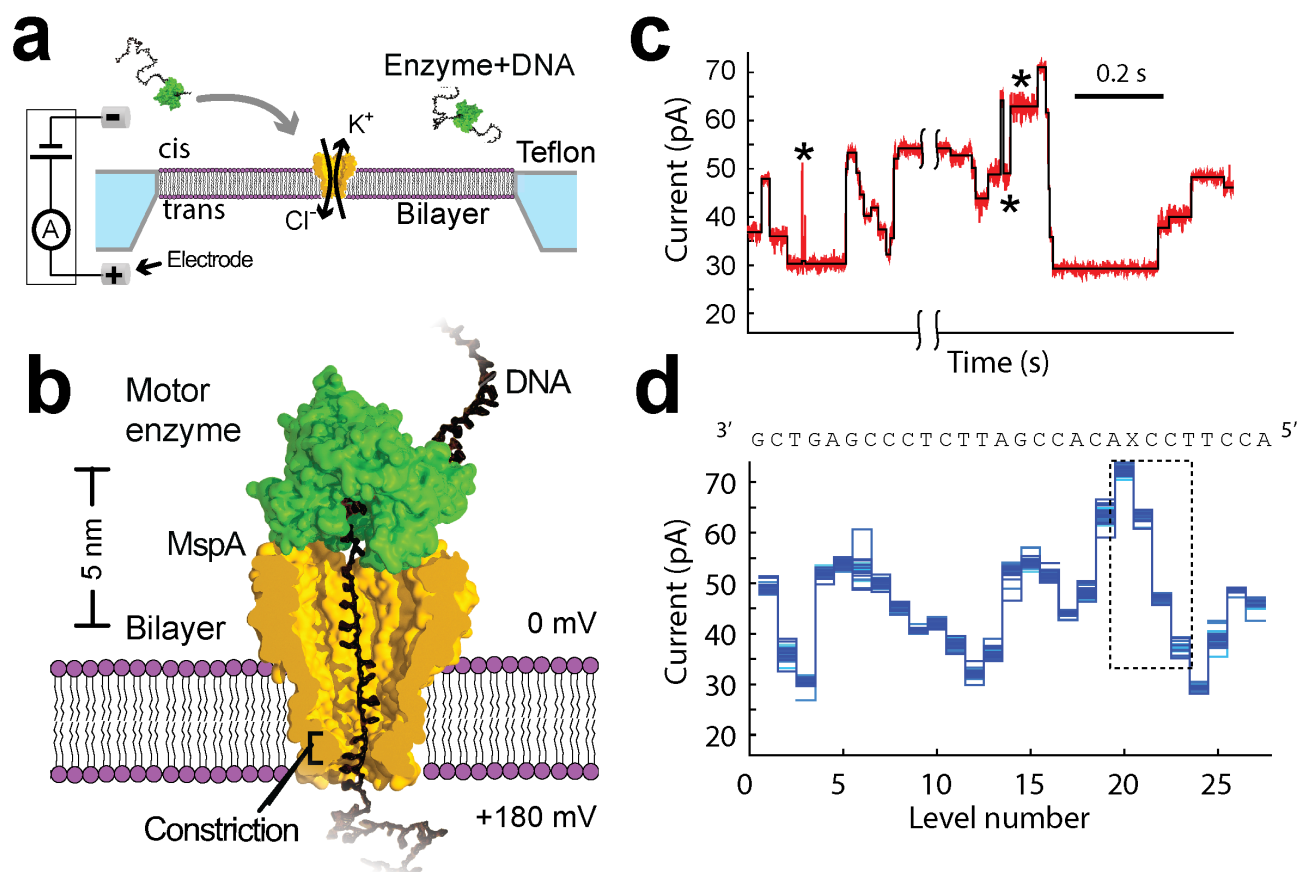 a
Enzyme+DNA
-
K+
cis
Teflon
trans
Cl-
Bilayer
A
+
Electrode
b
Motor
enzyme
DNA
5 nm
MspA
Bilayer
0 mV
Constriction
+180 mV
c
70
60
50
40
30
20
Current (pA)
*
*
*
0.2 s
Time (s)
d
3′ GCTGAGCCCTCTTAGCCACAXCCTTCCA 5′
70
60
50
40
30
20
Current (pA)
0 5 10 15 20 25
Level number